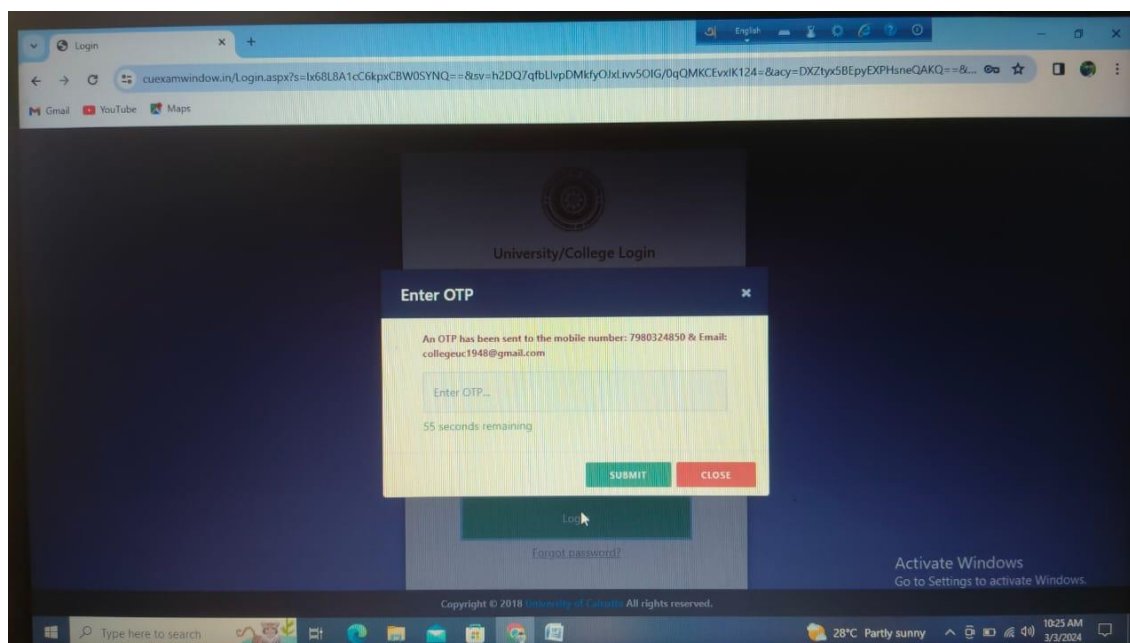 English
Login
cuexamwindow.in/Login.aspx?s=lx68L8A1cC6kpxCBW0SYNQ==&sv=h2DQ7qfbLlvpDMkfyOJxLivv5OIG/0qQMKCEvxlK124=&acy=DXZtyx5BEpyEXPHsneQAKQ==&...
Gmail YouTube Maps
University/College Login
Enter OTP
An OTP has been sent to the mobile number: 7980324850 & Email:
collegeuc1948@gmail.com
Enter OTP...
55 seconds remaining
SUBMIT CLOSE
Login
Forgot password?
Activate Windows
Go to Settings to activate Windows.
Copyright © 2018 University of Calcutta All rights reserved.
Type here to search
28°C Partly sunny
10:25 AM
3/3/2024